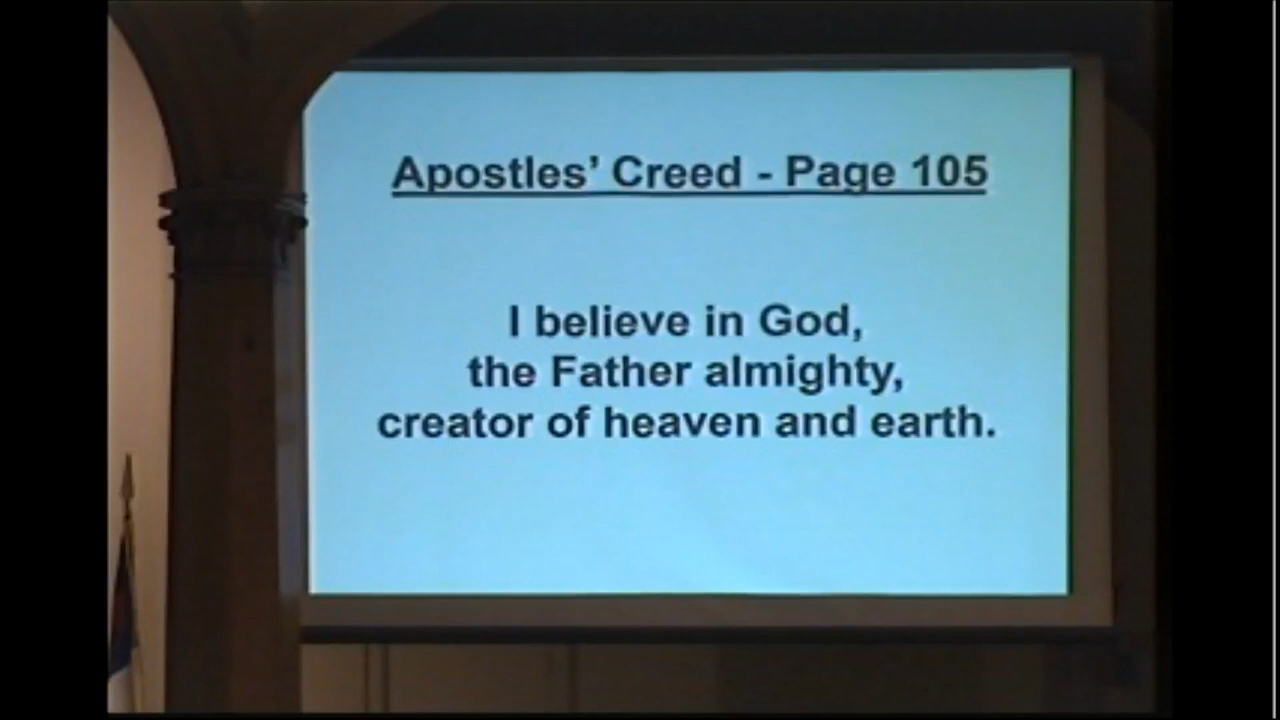 Apostles’ Creed - Page 105
I believe in God,
the Father almighty,
creator of heaven and earth.